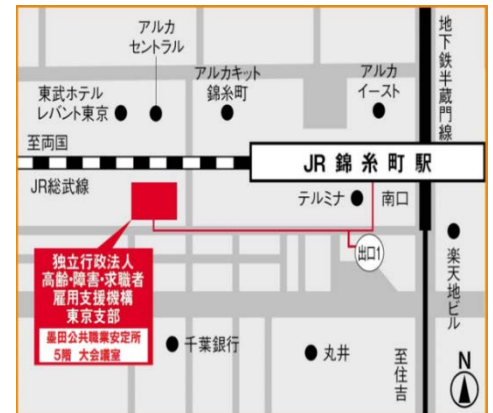 アルカ
セントラル
東武ホテル
レバント東京
アルカキット
錦糸町
アルカ
イースト
地下鉄半蔵門線
至両国
JR錦糸町駅
JR総武線
テルミナ
南口
出口1
楽天地ビル
独立行政法人
高齢・障害・求職者
雇用支援機構
東京支部
墨田公共職業安定所
5階 大会議室
千葉銀行
丸井
至住吉
N